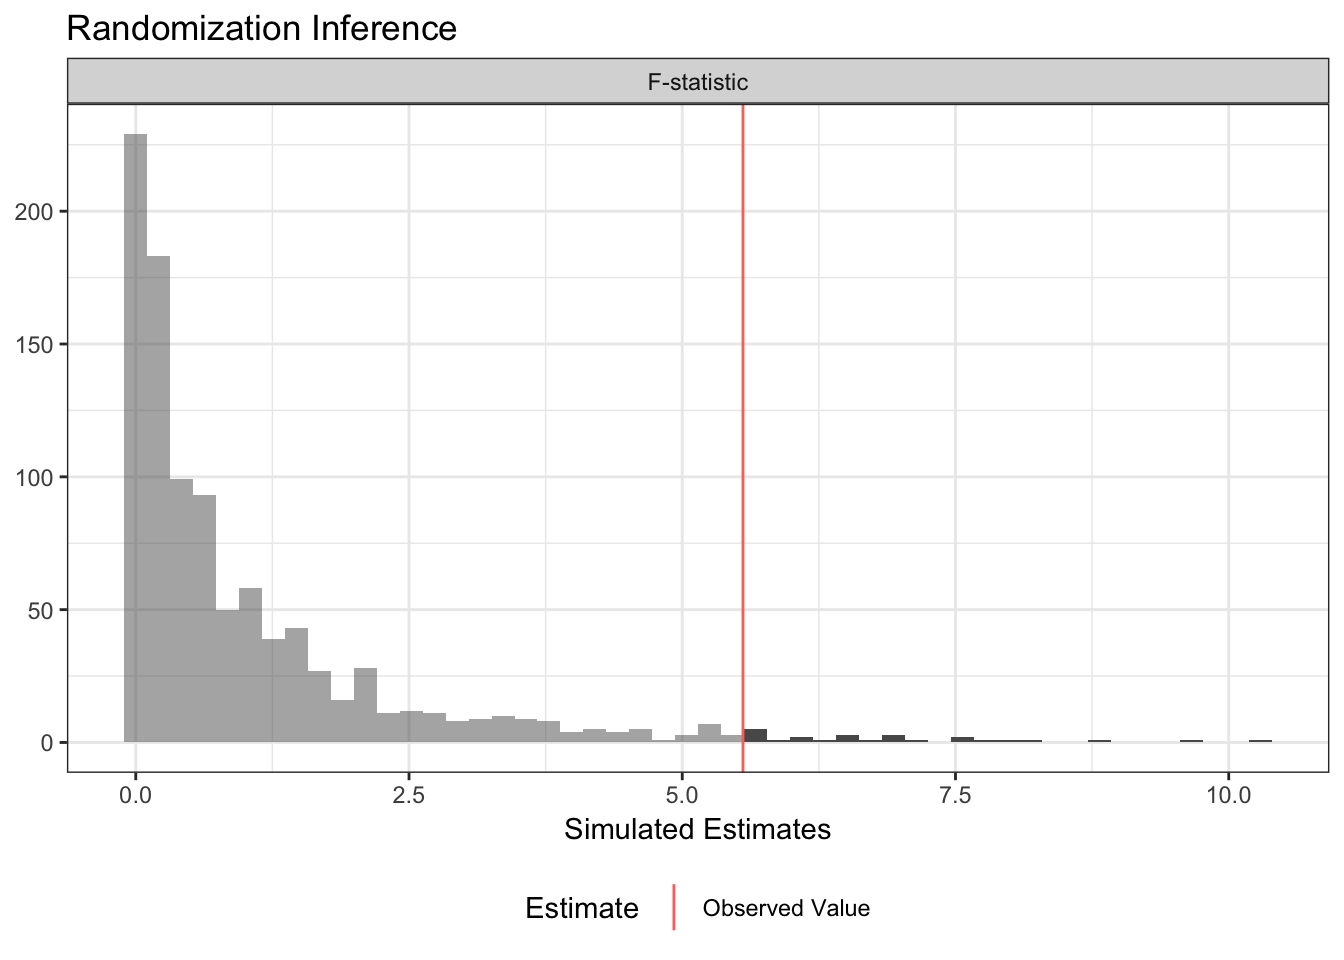 Randomization Inference
F-statistic
200
150
100
50
0
0.0 2.5 5.0 7.5 10.0
Simulated Estimates
Estimate Observed Value